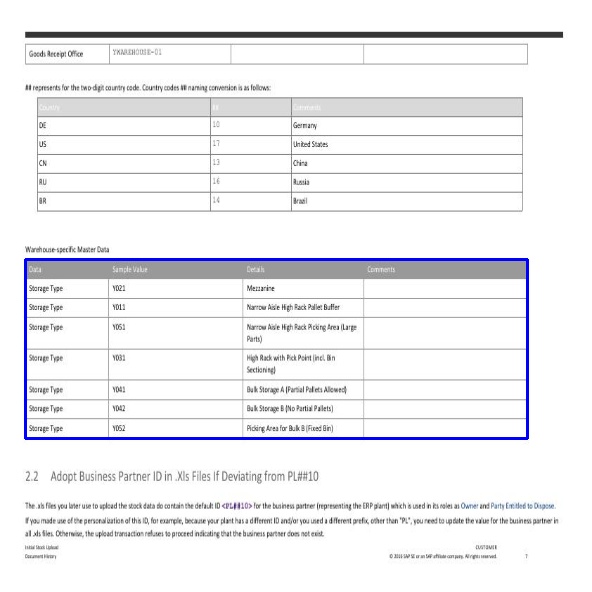 Goods Receipt Office YWAREHOUSE-01
## represents for the two-digit country code. Country codes ## naming conversion is as follows:
Country ## Comments
DE 10 Germany
US 17 United States
CN 13 China
RU 16 Russia
BR 14 Brazil
Warehouse-specific Master Data
Data Sample Value Details Comments
Storage Type Y021 Mezzanine
Storage Type Y011 Narrow Aisle High Rack Pallet Buffer
Storage Type Y051 Narrow Aisle High Rack Picking Area (Large
Parts)
Storage Type Y031 High Rack with Pick Point (incl. Bin
Sectioning)
Storage Type Y041 Bulk Storage A (Partial Pallets Allowed)
Storage Type Y042 Bulk Storage B (No Partial Pallets)
Storage Type Y052 Picking Area for Bulk B (Fixed Bin)
2.2 Adopt Business Partner ID in .Xls Files If Deviating from PL##10
The .xls files you later use to upload the stock data do contain the default ID <PL##10> for the business partner (representing the ERP plant) which is used in its roles as Owner and Party Entitled to Dispose.
If you made use of the personalization of this ID, for example, because your plant has a different ID and/or you used a different prefix, other than "PL", you need to update the value for the business partner in
all .xls files. Otherwise, the upload transaction refuses to proceed indicating that the business partner does not exist.
Initial Stock Upload CUSTOMER
Document History © 2016 SAP SE or an SAP affiliate company. All rights reserved. 7